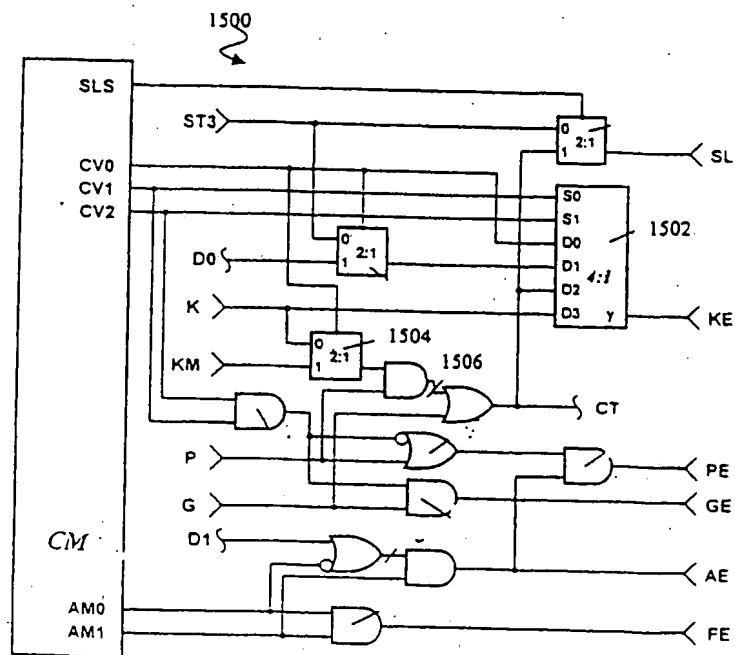 1500
SLS
ST3
0
1
2:1
SL
CV0
CV1
CV2
S0
S1
D0
D1
D2
D3
4:1
Y
1502
D0
0
1
2:1
K
KE
KM
0
1
2:1
1504
1506
CT
P
PE
G
GE
D1
CM
AE
AM0
AM1
FE